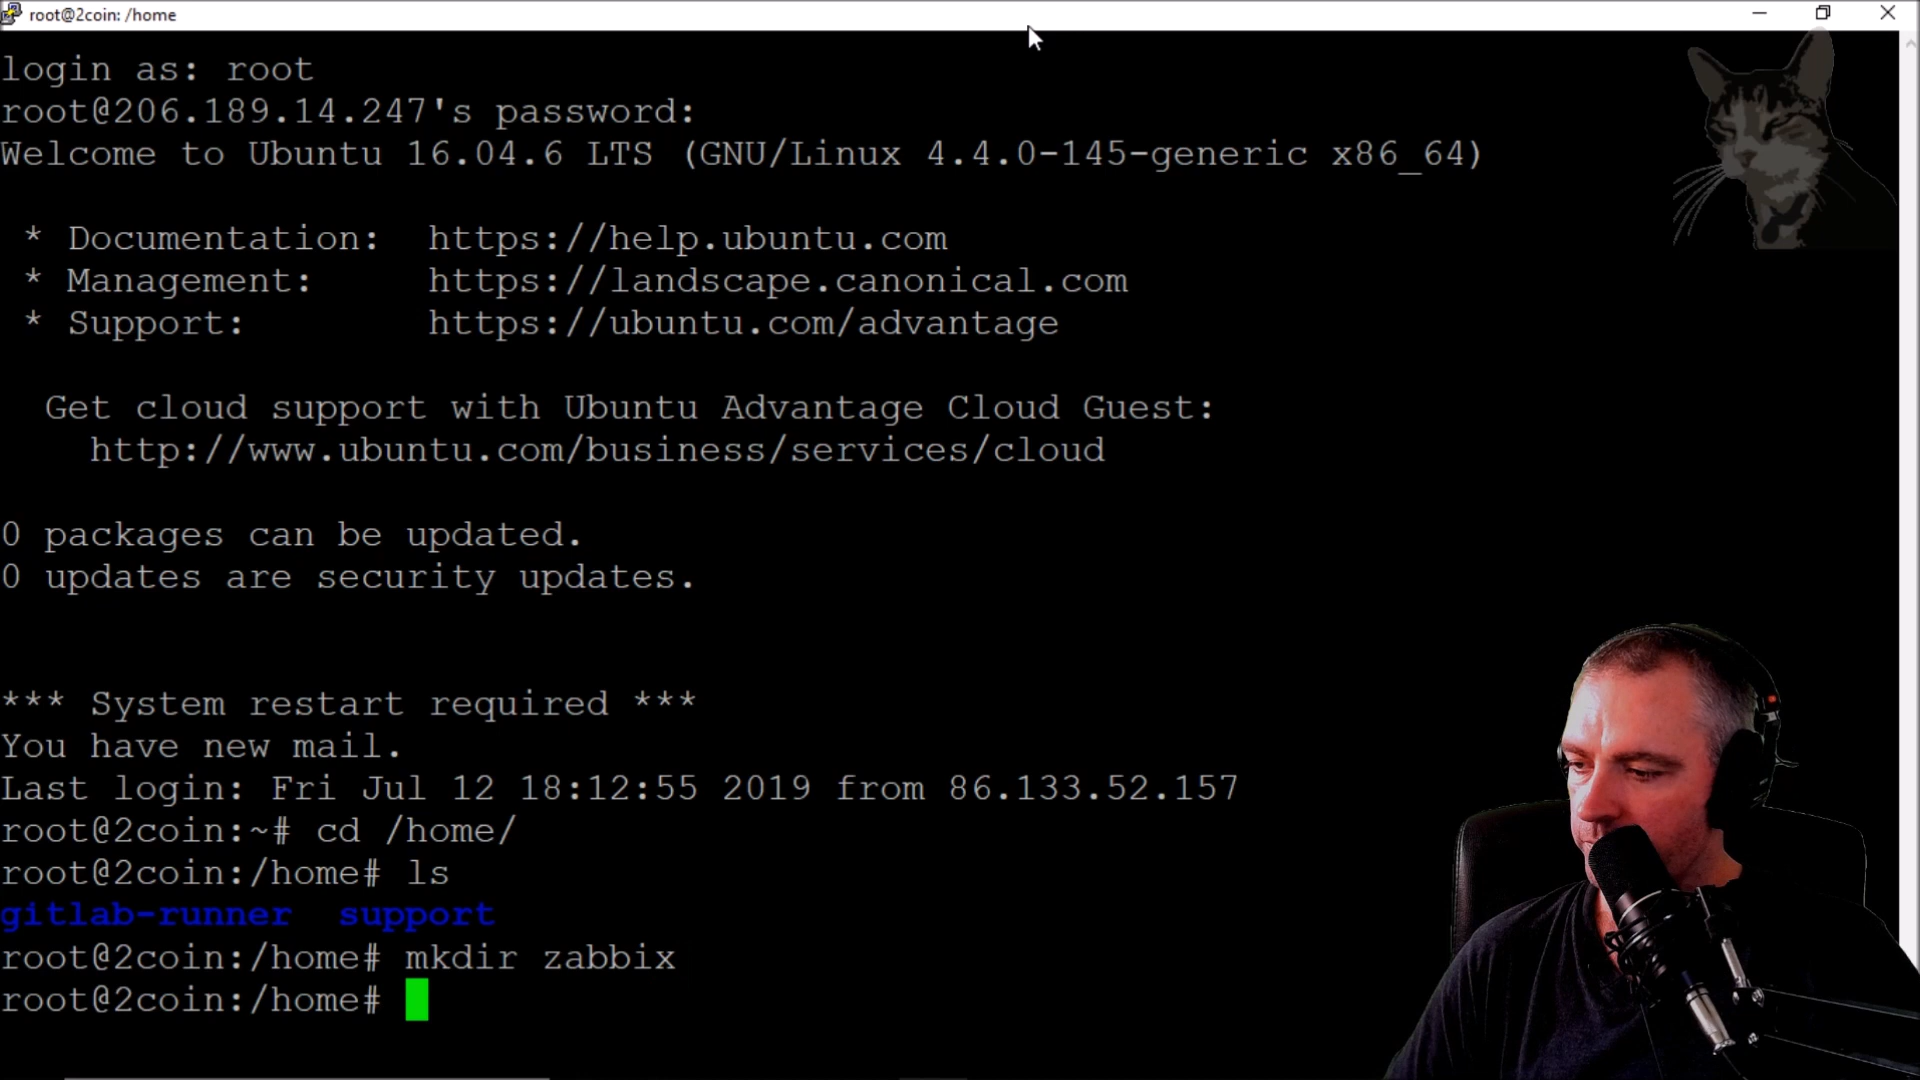 root@2coin: /home
login as: root
root@206.189.14.247's password:
Welcome to Ubuntu 16.04.6 LTS (GNU/Linux 4.4.0-145-generic x86_64)
* Documentation:  https://help.ubuntu.com
* Management:     https://landscape.canonical.com
* Support:        https://ubuntu.com/advantage
Get cloud support with Ubuntu Advantage Cloud Guest:
http://www.ubuntu.com/business/services/cloud
0 packages can be updated.
0 updates are security updates.
*** System restart required ***
You have new mail.
Last login: Fri Jul 12 18:12:55 2019 from 86.133.52.157
root@2coin:~# cd /home/
root@2coin:/home# ls
gitlab-runner  support
root@2coin:/home# mkdir zabbix
root@2coin:/home#